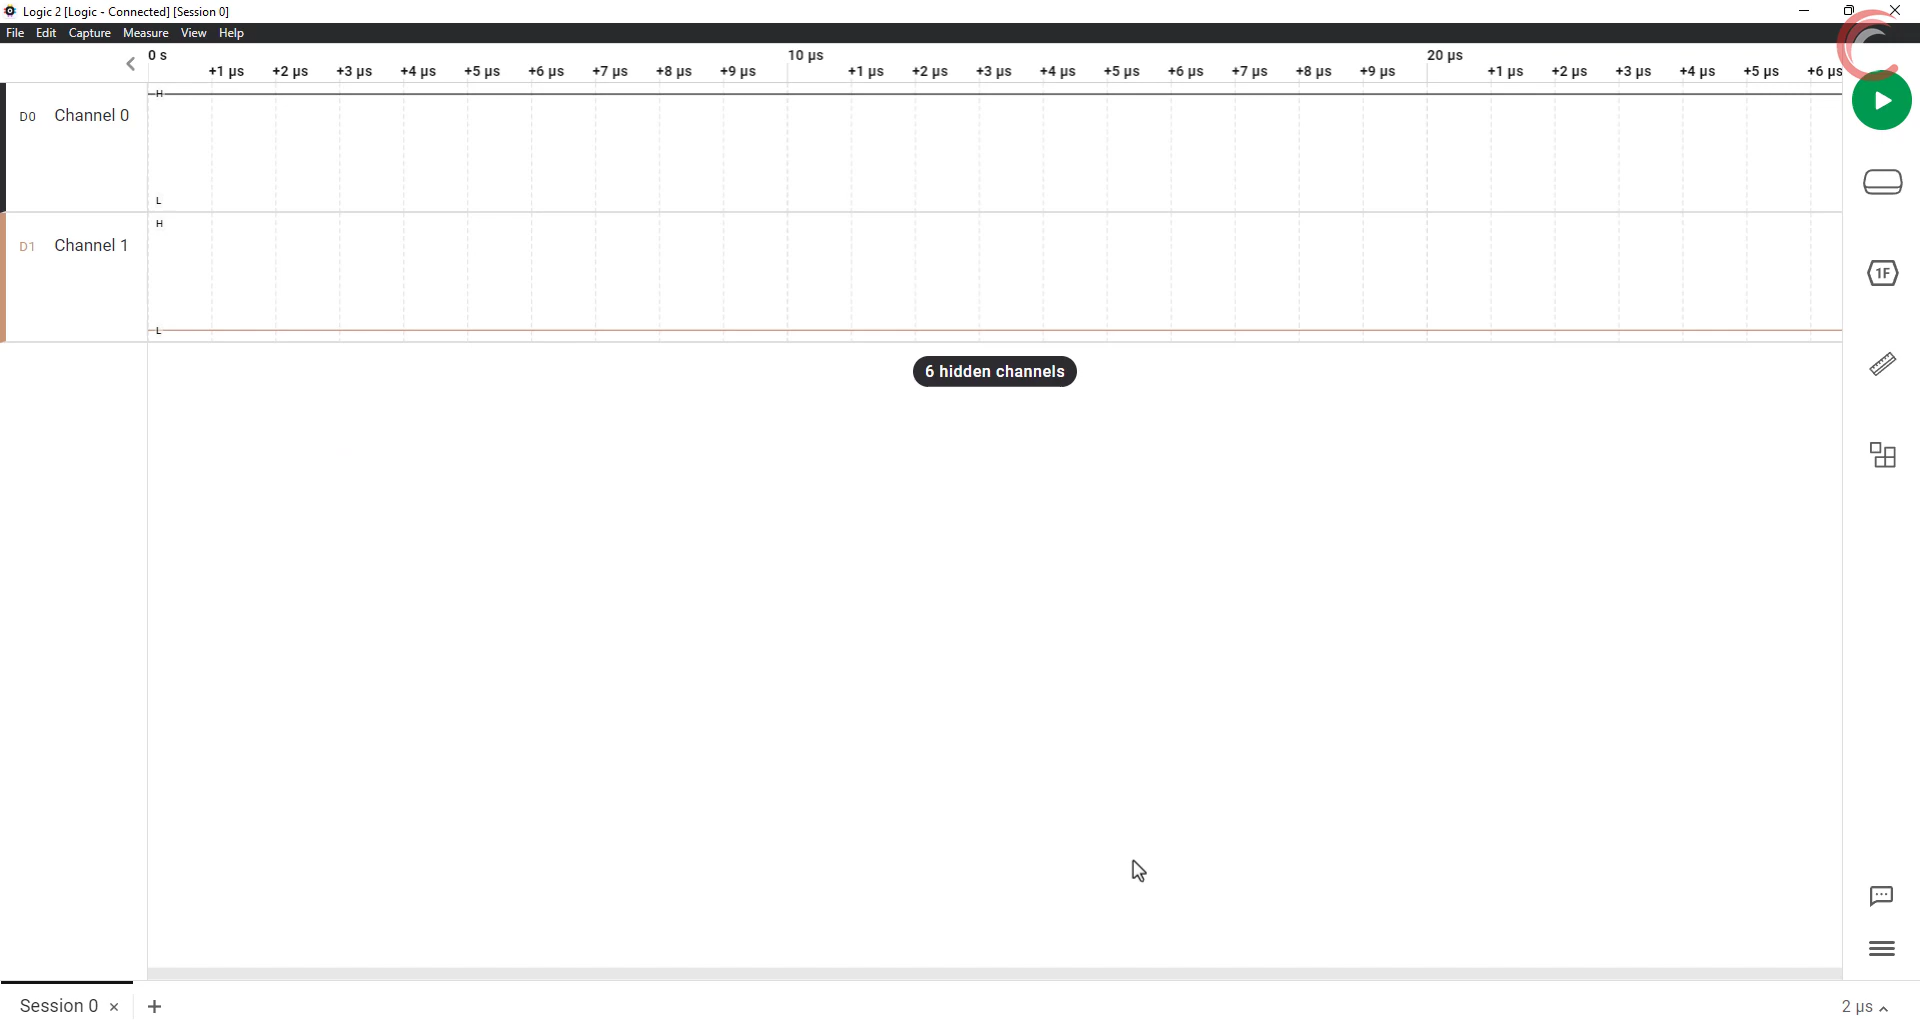 Logic 2 [Logic - Connected] [Session 0]
File Edit Capture Measure View Help
0 s 10 µs 20 µs
+1 µs +2 µs +3 µs +4 µs +5 µs +6 µs +7 µs +8 µs +9 µs +1 µs +2 µs +3 µs +4 µs +5 µs +6 µs +7 µs +8 µs +9 µs +1 µs +2 µs +3 µs +4 µs +5 µs +6 µs
H
D0 Channel 0
L
H
D1 Channel 1
1F
L
6 hidden channels
Session 0 × +
2 µs